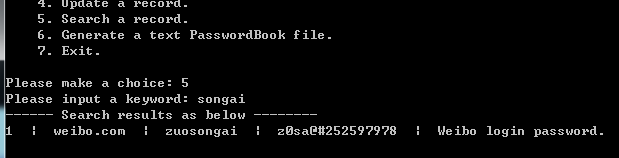 4. Update a record.
5. Search a record.
6. Generate a text PasswordBook file.
7. Exit.
Please make a choice: 5
Please input a keyword: songai
------ Search results as below --------
1 | weibo.com | zuosongai | z0sa@#252597978 | Weibo login password.